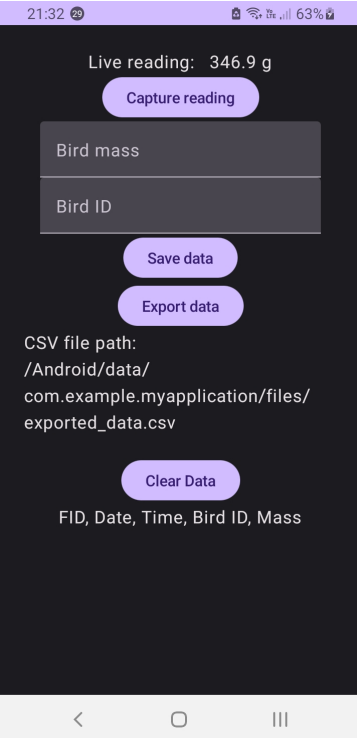 21:32 29 63%
Live reading: 346.9 g
Capture reading
Bird mass
Bird ID
Save data
Export data
CSV file path:
/Android/data/
com.example.myapplication/files/
exported_data.csv
Clear Data
FID, Date, Time, Bird ID, Mass